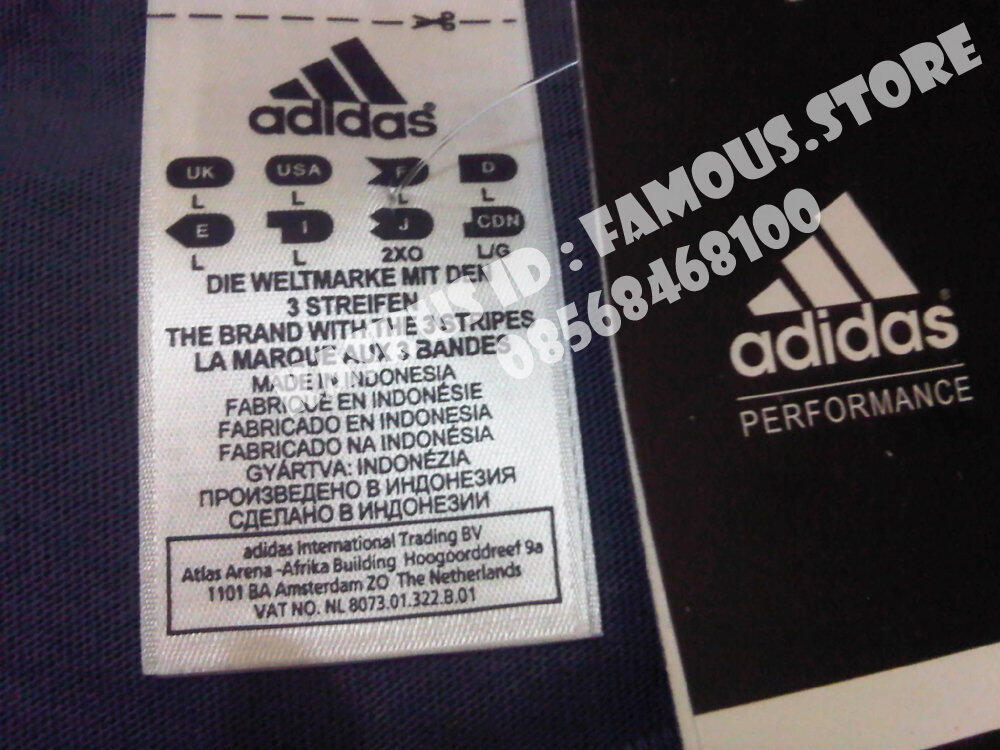 adidas®
UK USA F D
L L L L
E I J CDN
L L 2XO L/G
DIE WELTMARKE MIT DEN
3 STREIFEN
THE BRAND WITH THE 3 STRIPES
LA MARQUE AUX 3 BANDES
MADE IN INDONESIA
FABRIQUÉ EN INDONÉSIE
FABRICADO EN INDONESIA
FABRICADO NA INDONÉSIA
GYÁRTVA: INDONÉZIA
ПРОИЗВЕДЕНО В ИНДОНЕЗИЯ
СДЕЛАНО В ИНДОНЕЗИИ
adidas International Trading BV
Atlas Arena -Afrika Building Hoogoorddreef 9a
1101 BA Amsterdam ZO The Netherlands
VAT NO. NL 8073.01.322.B.01
ID : FAMOUS.STORE
08568468100
adidas®
PERFORMANCE